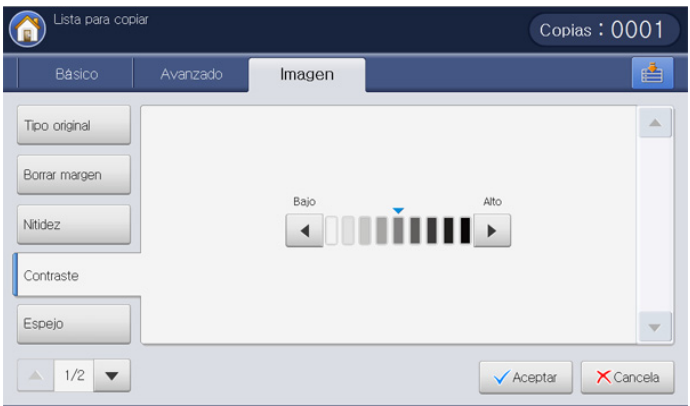 Lista para copiar
Copias : 0001
Básico
Avanzado
Imagen
Tipo original
Borrar margen
Nitidez
Contraste
Espejo
Bajo
Alto
1/2
Aceptar
Cancela